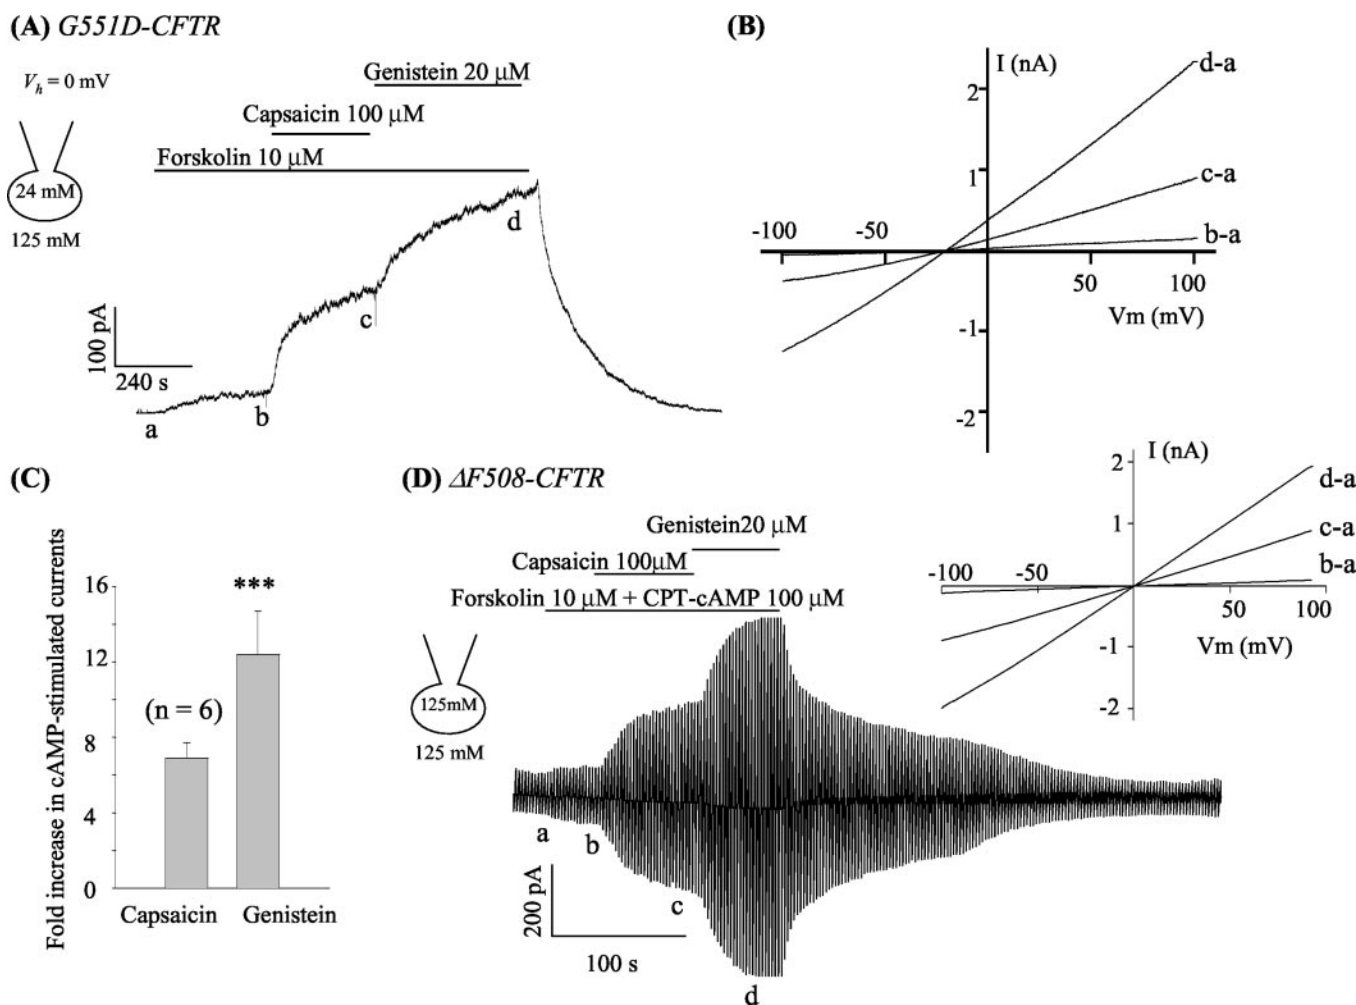 (A) G551D-CFTR
Vh = 0 mV
Genistein 20 μM
Capsaicin 100 μM
Forskolin 10 μM
24 mM
125 mM
100 pA
240 s
a
b
c
d
(B)
I (nA)
2
1
-1
-2
-100
-50
50
100
Vm (mV)
d-a
c-a
b-a
(C)
Fold increase in cAMP-stimulated currents
16
12
8
4
0
***
(n = 6)
Capsaicin
Genistein
(D) ΔF508-CFTR
Genistein20 μM
Capsaicin 100μM
Forskolin 10 μM + CPT-cAMP 100 μM
125mM
125 mM
200 pA
100 s
a
b
c
d
I (nA)
2
1
-1
-2
-100
-50
50
100
Vm (mV)
d-a
c-a
b-a